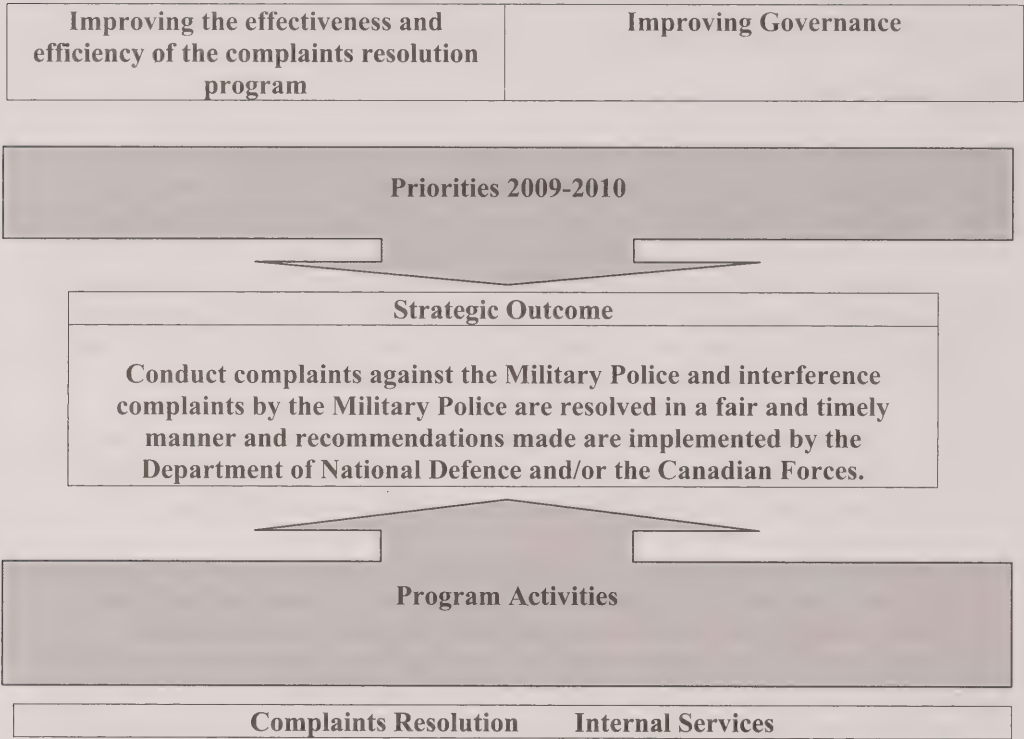 Improving the effectiveness and
efficiency of the complaints resolution
program
Improving Governance
Priorities 2009-2010
Strategic Outcome
Conduct complaints against the Military Police and interference
complaints by the Military Police are resolved in a fair and timely
manner and recommendations made are implemented by the
Department of National Defence and/or the Canadian Forces.
Program Activities
Complaints Resolution Internal Services